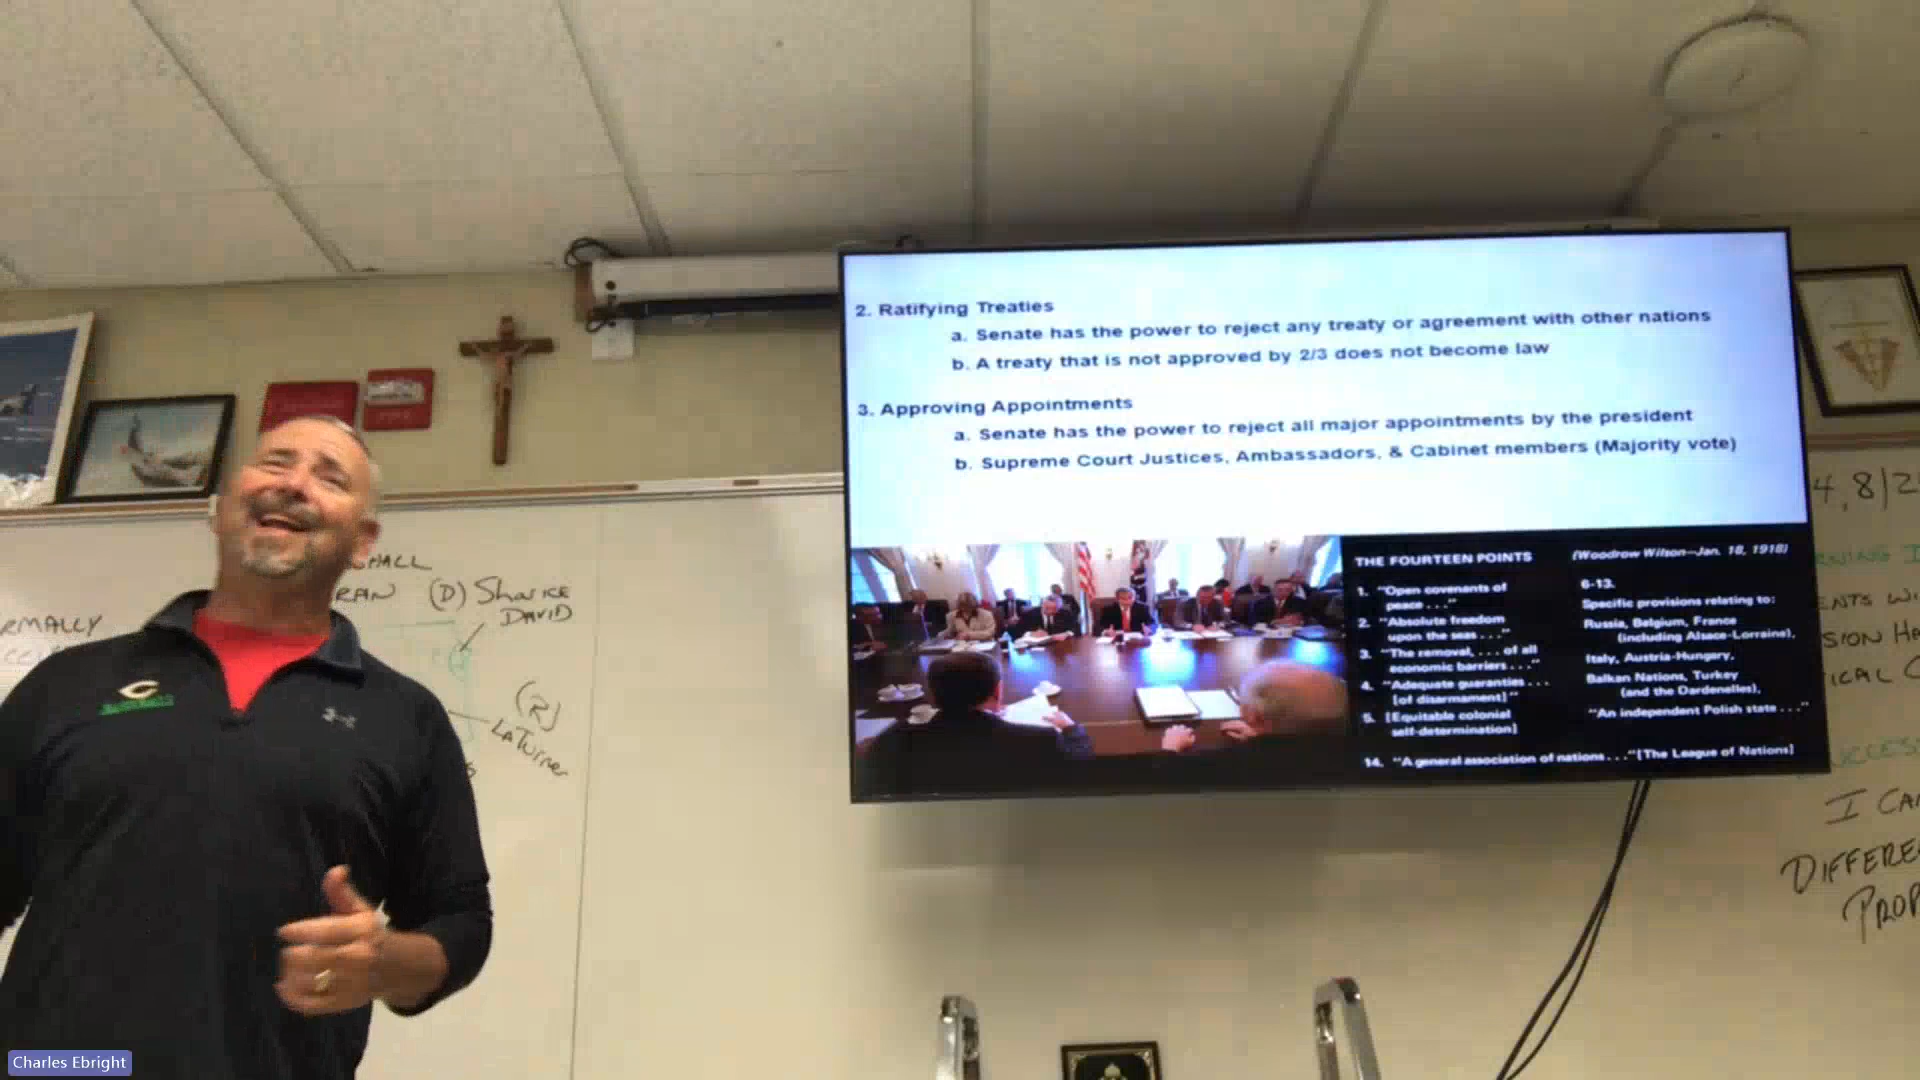 2. Ratifying Treaties
a. Senate has the power to reject any treaty or agreement with other nations
b. A treaty that is not approved by 2/3 does not become law
3. Approving Appointments
a. Senate has the power to reject all major appointments by the president
b. Supreme Court Justices, Ambassadors, & Cabinet members (Majority vote)
THE FOURTEEN POINTS
(Woodrow Wilson—Jan. 18, 1918)
1. "Open covenants of
peace . . ."
2. "Absolute freedom
upon the seas . . ."
3. "The removal, . . . of all
economic barriers . . ."
4. "Adequate guaranties . . .
[of disarmament]"
5. [Equitable colonial
self-determination]
6-13.
Specific provisions relating to:
Russia, Belgium, France
(including Alsace-Lorraine),
Italy, Austria-Hungary,
Balkan Nations, Turkey
(and the Dardenelles),
"An independent Polish state . . ."
14. "A general association of nations . . ." [The League of Nations]
(D) Sharice
David
(R)
LaTurner
I CA
DIFFERE
PROP
Charles Ebright